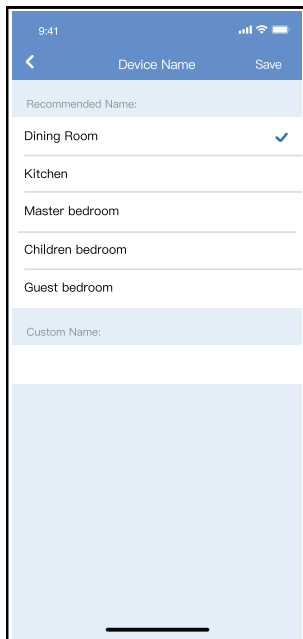 9:41
Device Name Save
Recommended Name:
Dining Room
Kitchen
Master bedroom
Children bedroom
Guest bedroom
Custom Name: